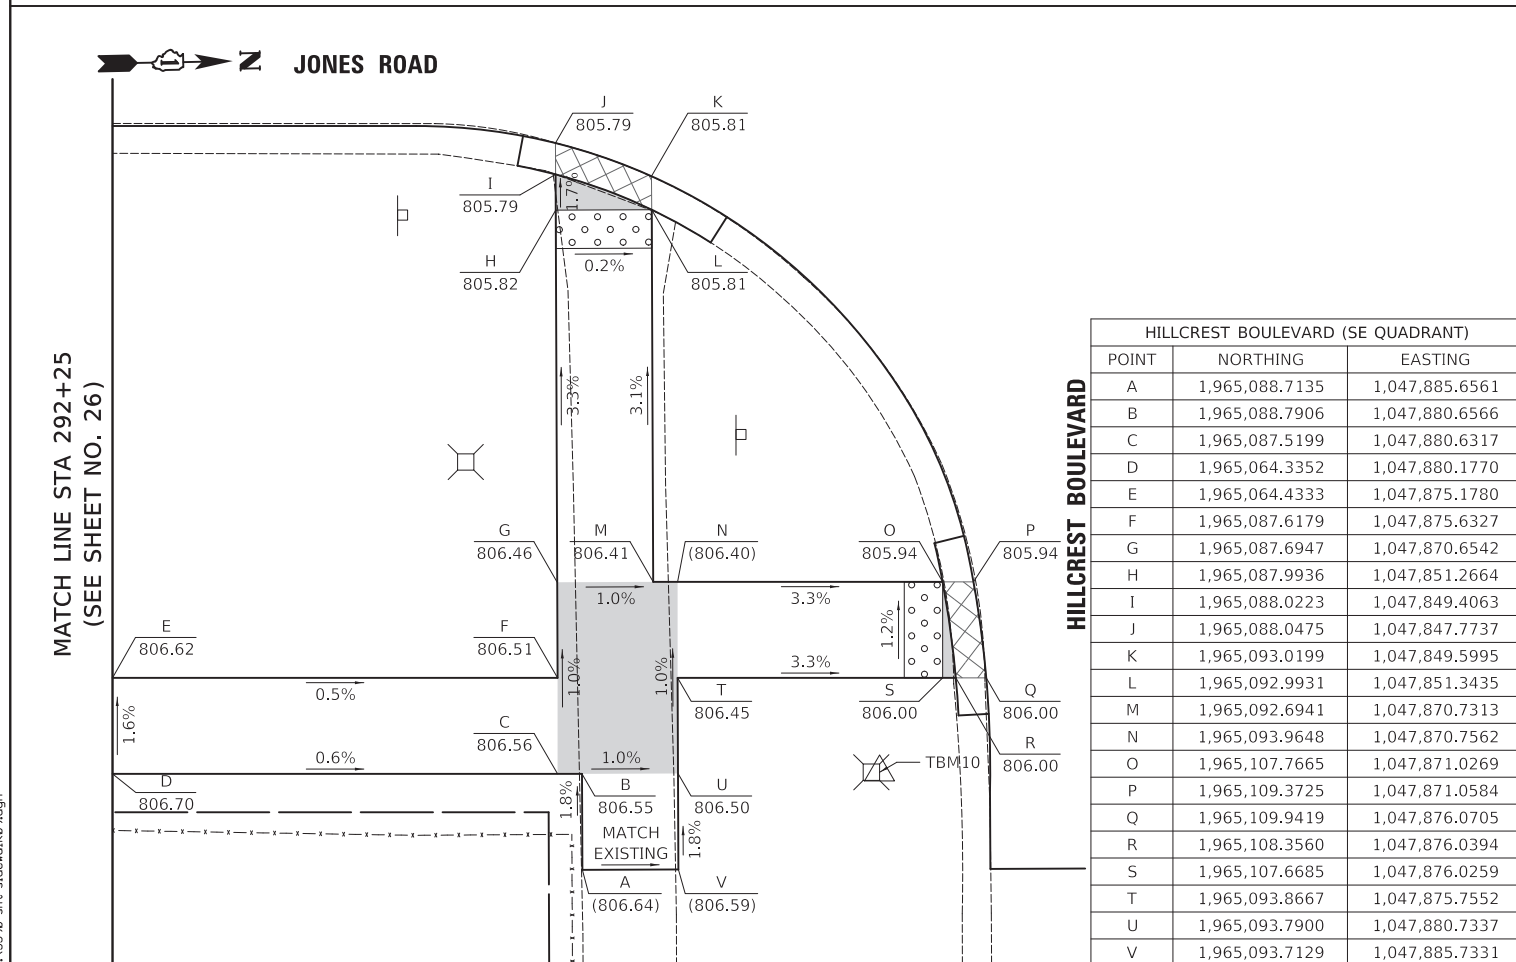 N JONES ROAD
J
805.79
K
805.81
I
805.79
1.7%
H
805.82
0.2%
L
805.81
MATCH LINE STA 292+25
(SEE SHEET NO. 26)
3.3%
3.1%
G
806.46
M
806.41
N
(806.40)
O
805.94
P
805.94
HILLCREST BOULEVARD
1.0%
3.3%
1.2%
E
806.62
F
806.51
1.0%
1.0%
3.3%
0.5%
T
806.45
S
806.00
Q
806.00
1.6%
C
806.56
R
806.00
0.6%
1.0%
TBM10
D
806.70
1.8%
B
806.55
U
806.50
MATCH
EXISTING
1.8%
A
(806.64)
V
(806.59)
HILLCREST BOULEVARD (SE QUADRANT)
POINT NORTHING EASTING
A 1,965,088.7135 1,047,885.6561
B 1,965,088.7906 1,047,880.6566
C 1,965,087.5199 1,047,880.6317
D 1,965,064.3352 1,047,880.1770
E 1,965,064.4333 1,047,875.1780
F 1,965,087.6179 1,047,875.6327
G 1,965,087.6947 1,047,870.6542
H 1,965,087.9936 1,047,851.2664
I 1,965,088.0223 1,047,849.4063
J 1,965,088.0475 1,047,847.7737
K 1,965,093.0199 1,047,849.5995
L 1,965,092.9931 1,047,851.3435
M 1,965,092.6941 1,047,870.7313
N 1,965,093.9648 1,047,870.7562
O 1,965,107.7665 1,047,871.0269
P 1,965,109.3725 1,047,871.0584
Q 1,965,109.9419 1,047,876.0705
R 1,965,108.3560 1,047,876.0394
S 1,965,107.6685 1,047,876.0259
T 1,965,093.8667 1,047,875.7552
U 1,965,093.7900 1,047,880.7337
V 1,965,093.7129 1,047,885.7331